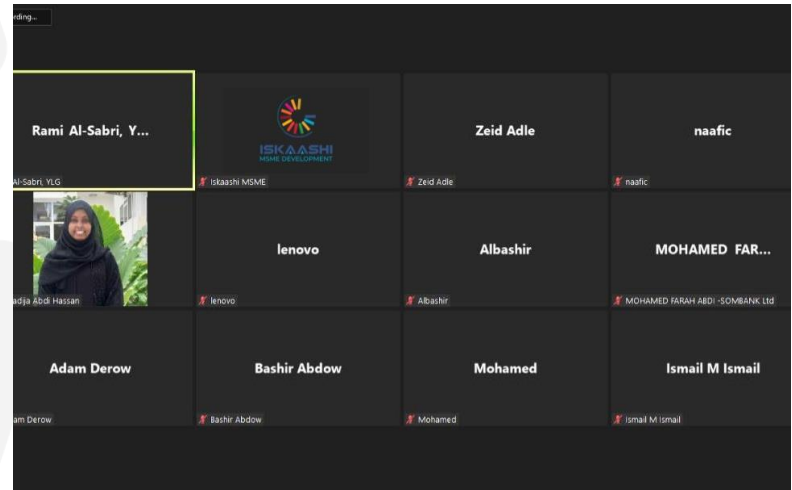 rding...
Rami Al-Sabri, Y...
Al-Sabri, YLG
ISKAASHI
MSME DEVELOPMENT
Iskaashi MSME
Zeid Adle
Zeid Adle
naafic
naafic
adija Abdi Hassan
lenovo
lenovo
Albashir
Albashir
MOHAMED FAR...
MOHAMED FARAH ABDI -SOMBANK Ltd
Adam Derow
am Derow
Bashir Abdow
Bashir Abdow
Mohamed
Mohamed
Ismail M Ismail
Ismail M Ismail